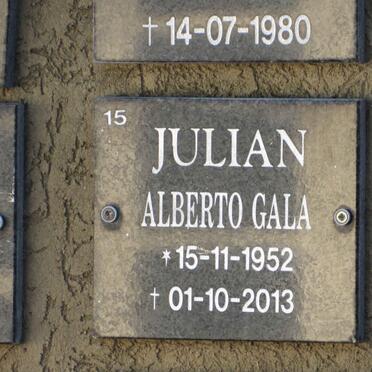 † 14-07-1980
15
JULIAN
ALBERTO GALA
* 15-11-1952
† 01-10-2013